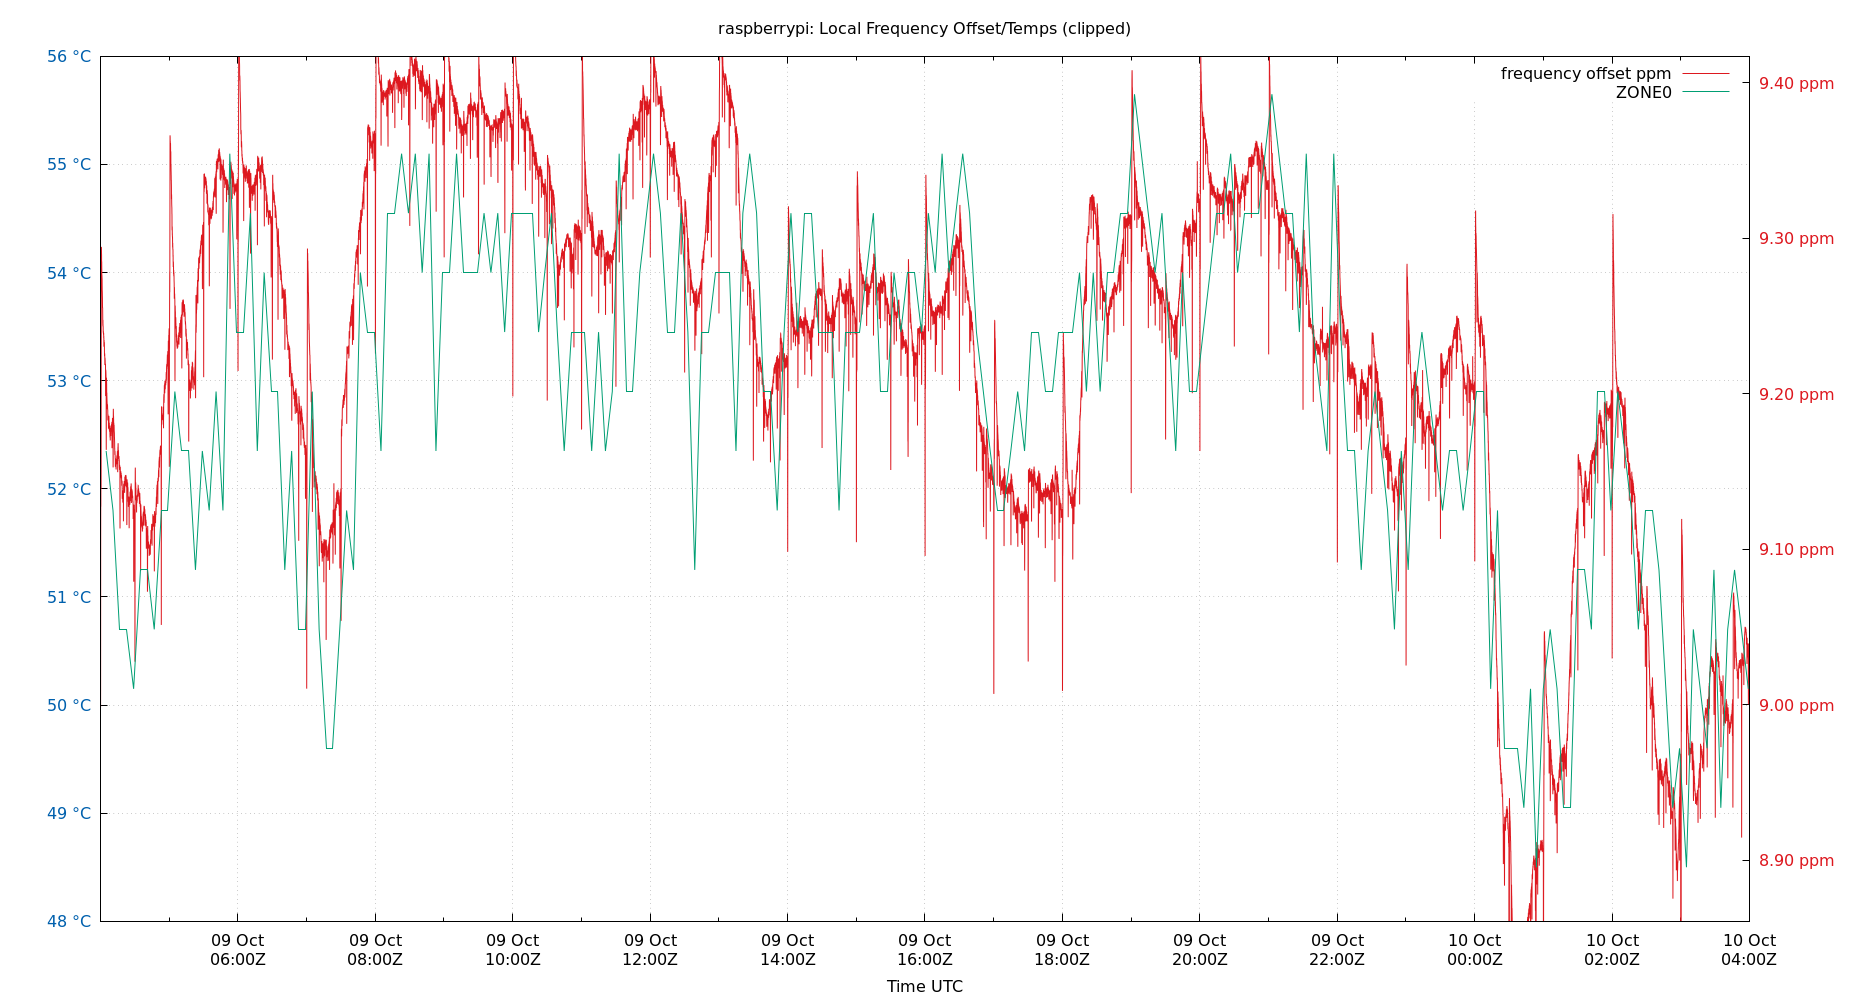 raspberrypi: Local Frequency Offset/Temps (clipped)
frequency offset ppm
ZONE0
56 °C
55 °C
54 °C
53 °C
52 °C
51 °C
50 °C
49 °C
48 °C
9.40 ppm
9.30 ppm
9.20 ppm
9.10 ppm
9.00 ppm
8.90 ppm
09 Oct
06:00Z
09 Oct
08:00Z
09 Oct
10:00Z
09 Oct
12:00Z
09 Oct
14:00Z
09 Oct
16:00Z
09 Oct
18:00Z
09 Oct
20:00Z
09 Oct
22:00Z
10 Oct
00:00Z
10 Oct
02:00Z
10 Oct
04:00Z
Time UTC